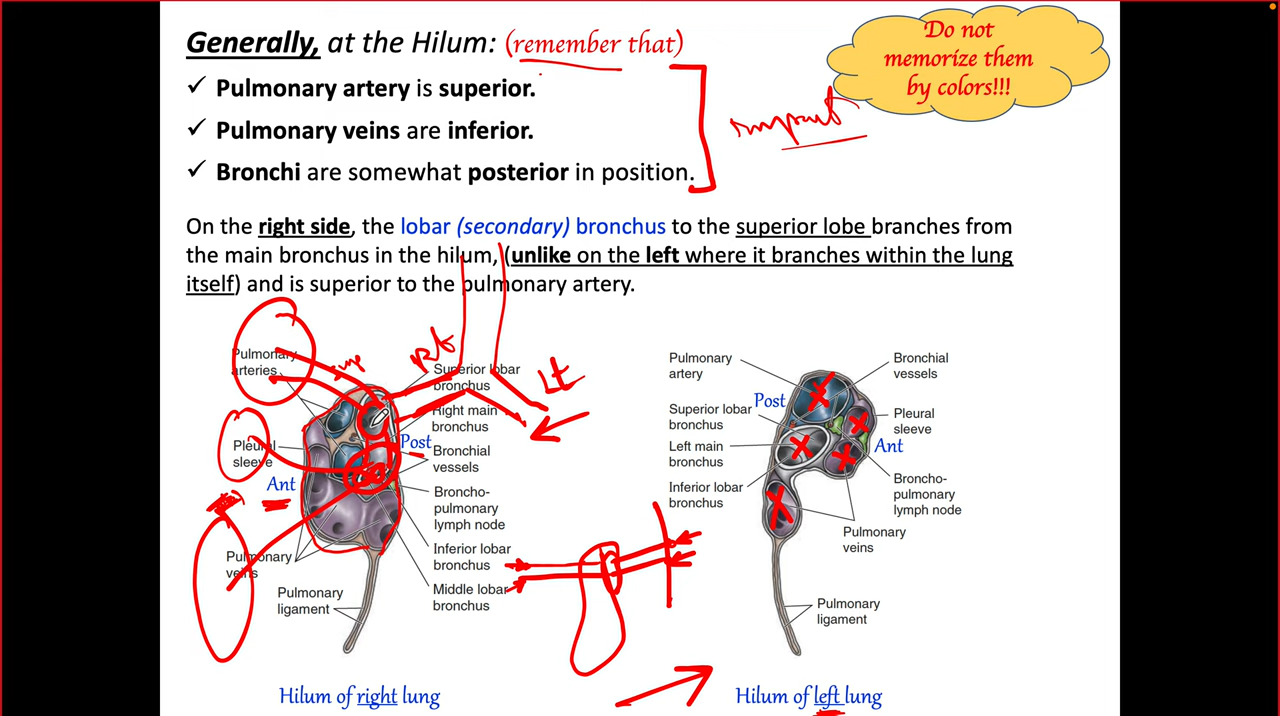 Generally, at the Hilum: (remember that)
✓ Pulmonary artery is superior.
✓ Pulmonary veins are inferior.
✓ Bronchi are somewhat posterior in position.
Do not
memorize them
by colors!!!
On the right side, the lobar (secondary) bronchus to the superior lobe branches from
the main bronchus in the hilum, (unlike on the left where it branches within the lung
itself) and is superior to the pulmonary artery.
Pulmonary
arteries
sup
Rt
Lt
Superior lobar
bronchus
Right main
bronchus
Post
Pleural
sleeve
Bronchial
vessels
Ant
Broncho-
pulmonary
lymph node
Pulmonary
veins
Inferior lobar
bronchus
Pulmonary
ligament
Middle lobar
bronchus
Hilum of right lung
Pulmonary
artery
Bronchial
vessels
Post
Superior lobar
bronchus
Pleural
sleeve
Left main
bronchus
Ant
Inferior lobar
bronchus
Broncho-
pulmonary
lymph node
Pulmonary
veins
Pulmonary
ligament
Hilum of left lung